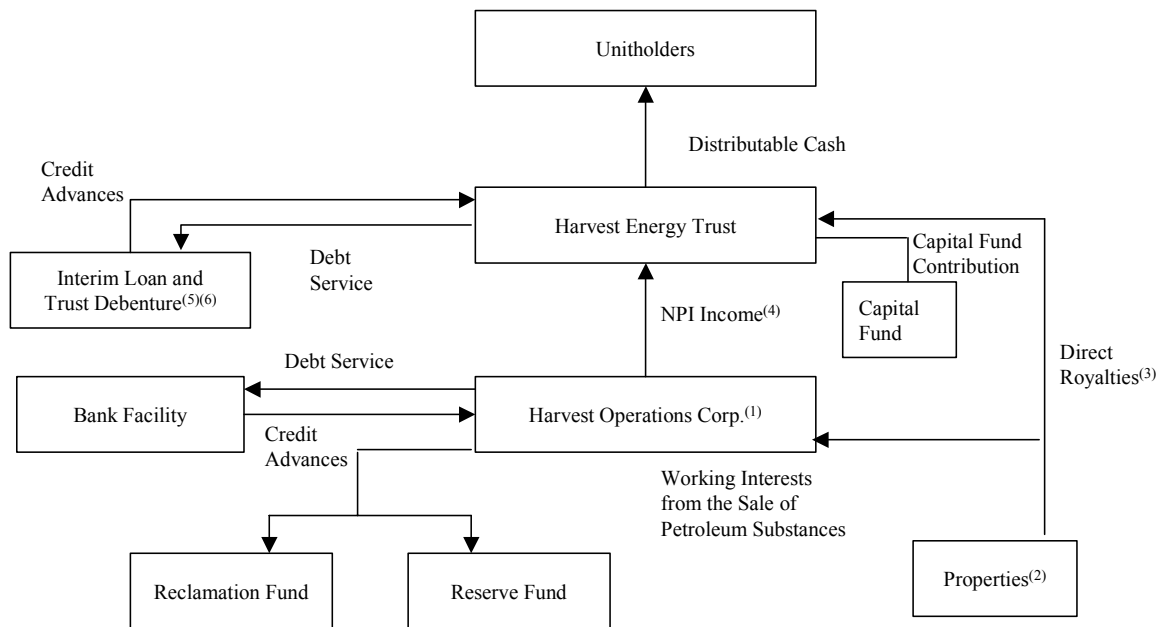 Unitholders
Distributable Cash
Credit
Advances
Harvest Energy Trust
Capital Fund
Contribution
Debt
Service
Interim Loan and
Trust Debenture(5)(6)
NPI Income(4)
Capital
Fund
Direct
Royalties(3)
Debt Service
Bank Facility
Harvest Operations Corp.(1)
Credit
Advances
Working Interests
from the Sale of
Petroleum Substances
Reclamation Fund
Reserve Fund
Properties(2)